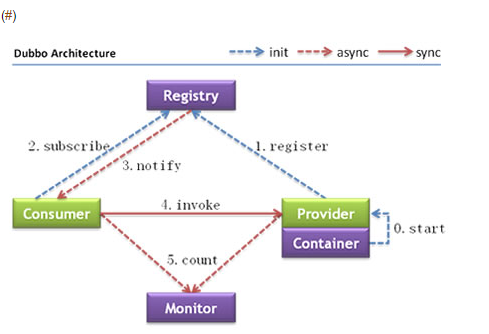 (#)
Dubbo Architecture
init
async
sync
Registry
2. subscribe
1. register
3. notify
Consumer
4. invoke
Provider
Container
0. start
5. count
Monitor